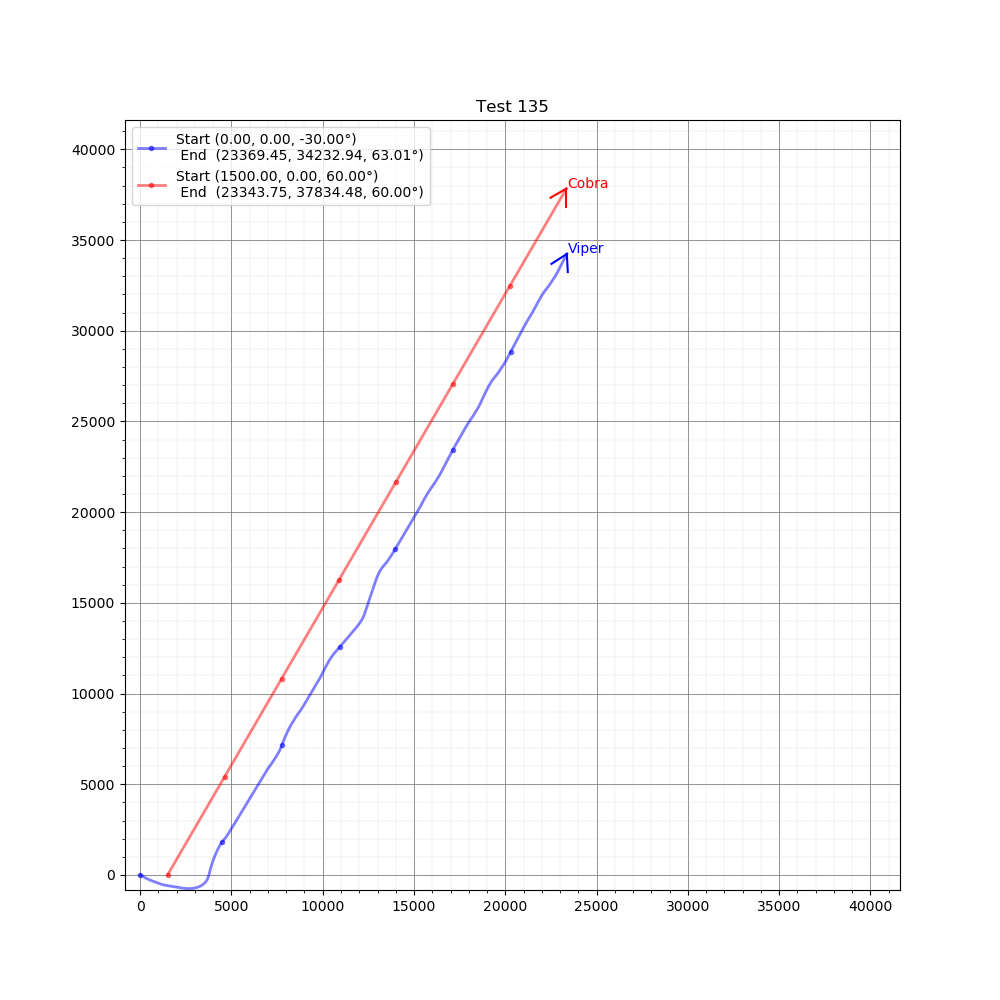 Test 135
Start (0.00, 0.00, -30.00°)
End (23369.45, 34232.94, 63.01°)
Start (1500.00, 0.00, 60.00°)
End (23343.75, 37834.48, 60.00°)
Cobra
Viper
40000
35000
30000
25000
20000
15000
10000
5000
0
0 5000 10000 15000 20000 25000 30000 35000 40000